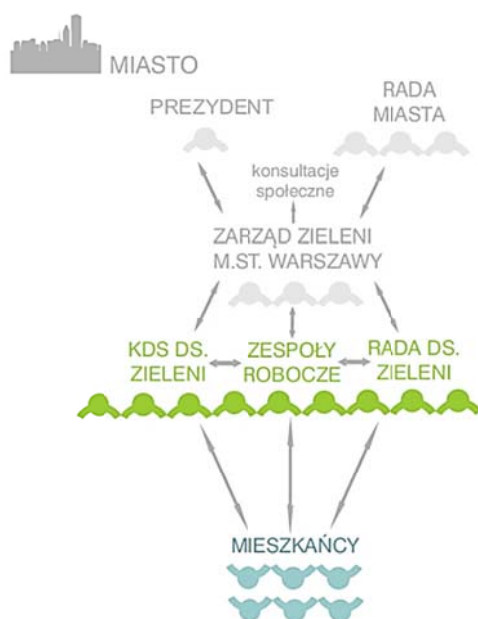 MIASTO
PREZYDENT
RADA
MIASTA
konsultacje
społeczne
ZARZĄD ZIELENI
M.ST. WARSZAWY
KDS DS.
ZIELENI
ZESPOŁY
ROBOCZE
RADA DS.
ZIELENI
MIESZKAŃCY